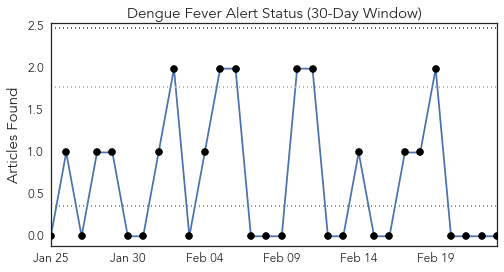 Dengue Fever Alert Status (30-Day Window)
Articles Found
2.5
2.0
1.5
1.0
0.5
0.0
Jan 25 Jan 30 Feb 04 Feb 09 Feb 14 Feb 19